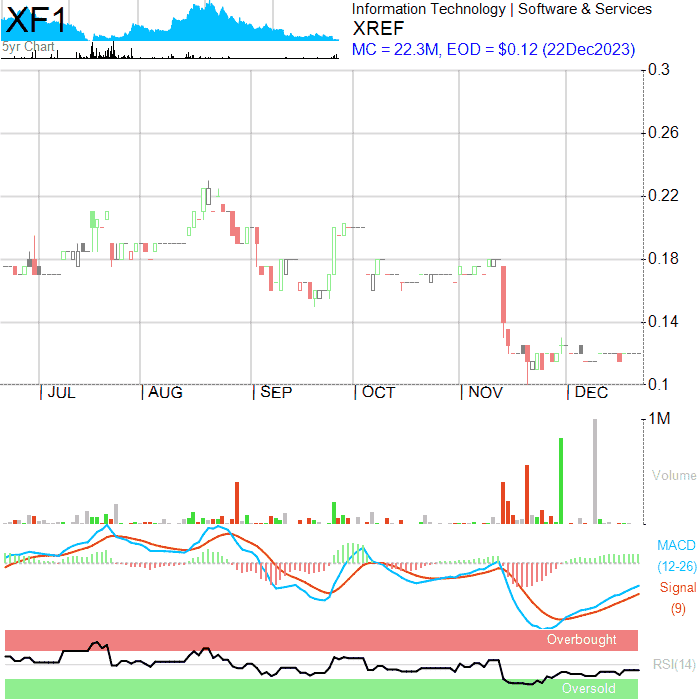 XF1
5yr Chart
Information Technology | Software & Services
XREF
MC = 22.3M, EOD = $0.12 (22Dec2023)
0.3
0.26
0.22
0.18
0.14
0.1
JUL AUG SEP OCT NOV DEC
1M
Volume
MACD
(12-26)
Signal
(9)
Overbought
RSI(14)
Oversold